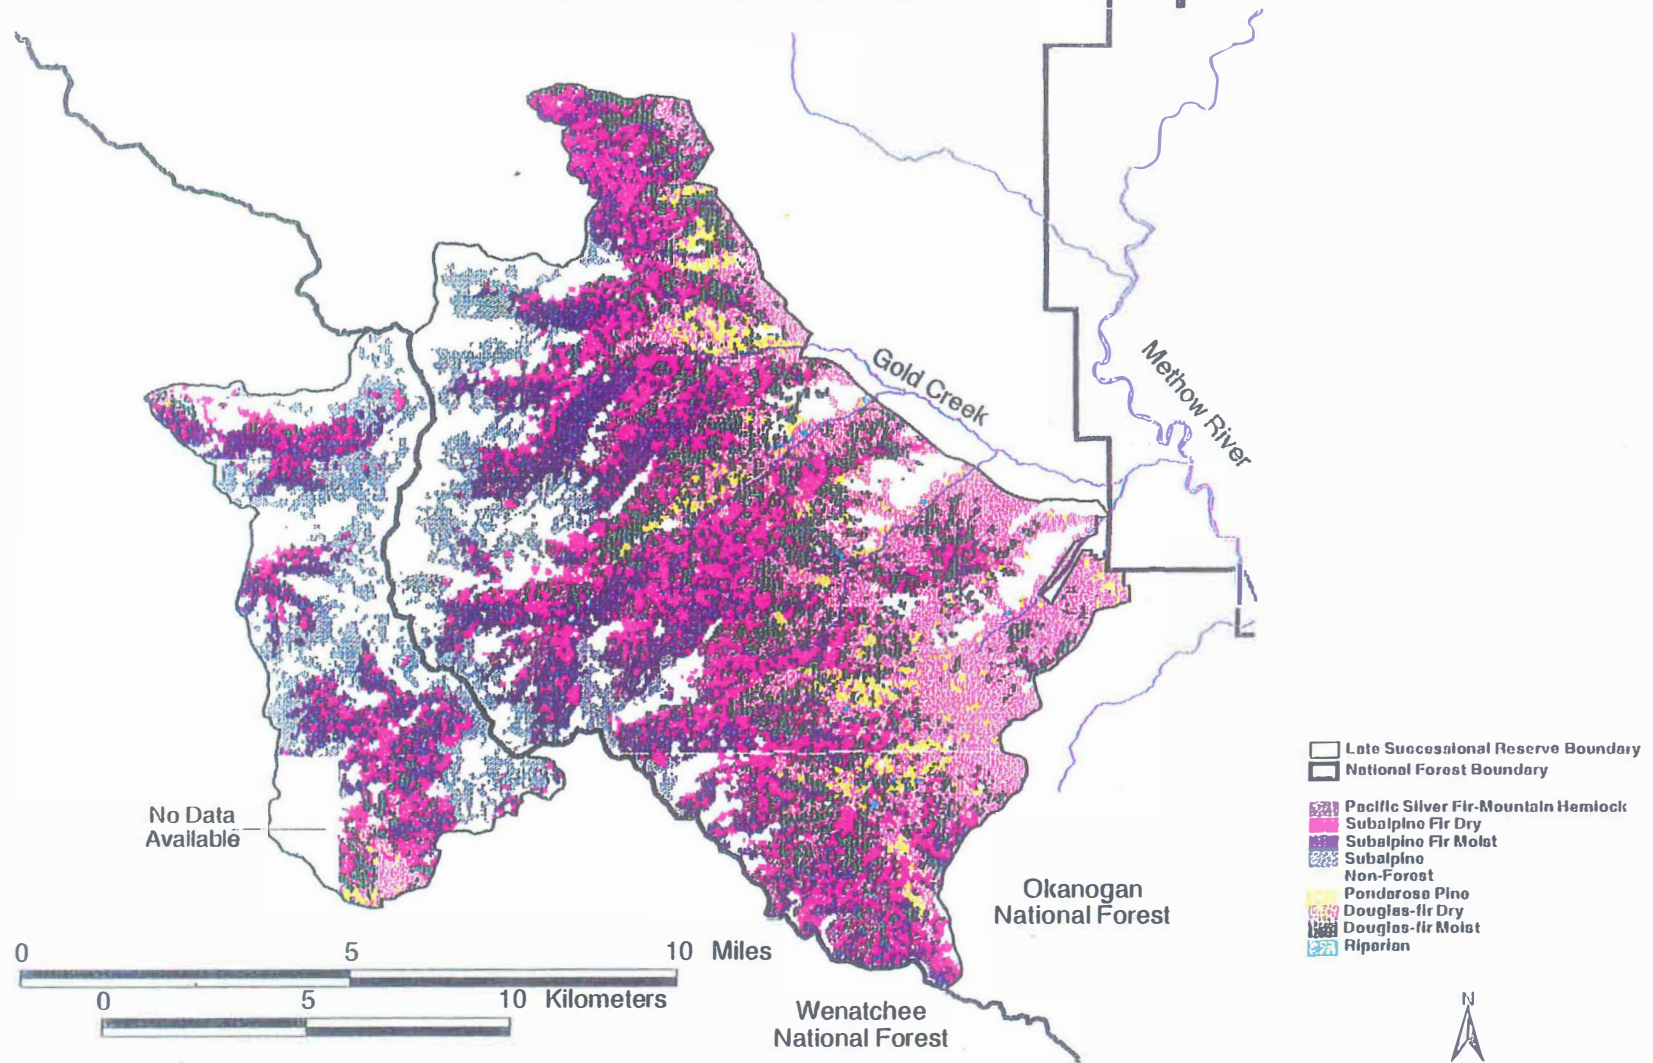 Gold Creek
Methow River
Late Successional Reserve Boundary
National Forest Boundary
Pacific Silver Fir-Mountain Hemlock
Subalpine Fir Dry
Subalpine Fir Moist
Subalpine
Non-Forest
Ponderosa Pine
Douglas-fir Dry
Douglas-fir Moist
Riparian
No Data
Available
Okanogan
National Forest
0 5 10 Miles
0 5 10 Kilometers
Wenatchee
National Forest
N